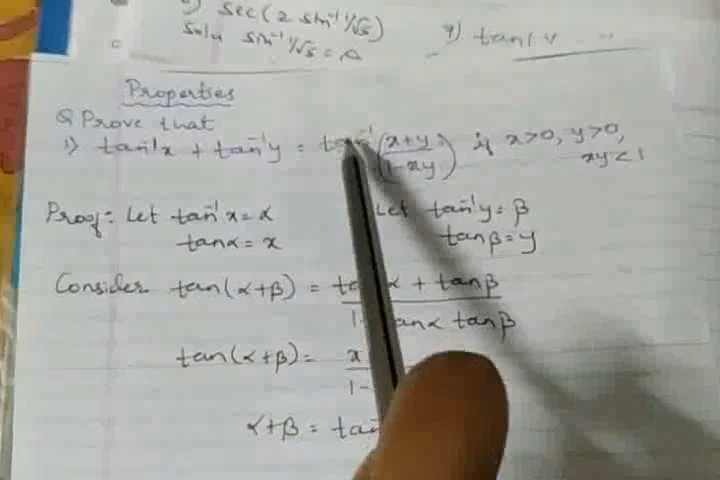 sec(2 sin⁻¹ 1/√5)
Solu sin⁻¹ 1/√5 =
9) tan(
Properties
Q Prove that
1) tan⁻¹x + tan⁻¹y = tan⁻¹((x+y)/(1-xy)) if x>0, y>0,
xy<1
Proof:- Let tan⁻¹x = α Let tan⁻¹y = β
tanα = x tanβ = y
Consider tan(α+β) = (tanα + tanβ)/(1 - tanα tanβ)
tan(α+β) = x
1-
α+β = tan⁻